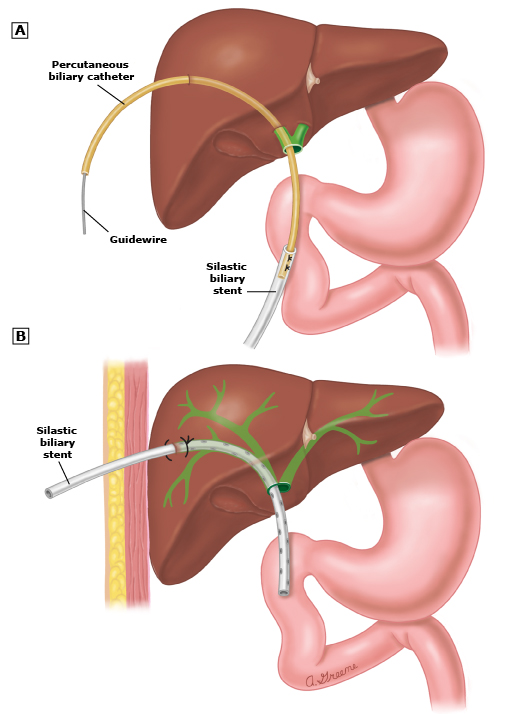 A
Percutaneous
biliary catheter
Guidewire
Silastic
biliary
stent
B
Silastic
biliary
stent
A. Greene